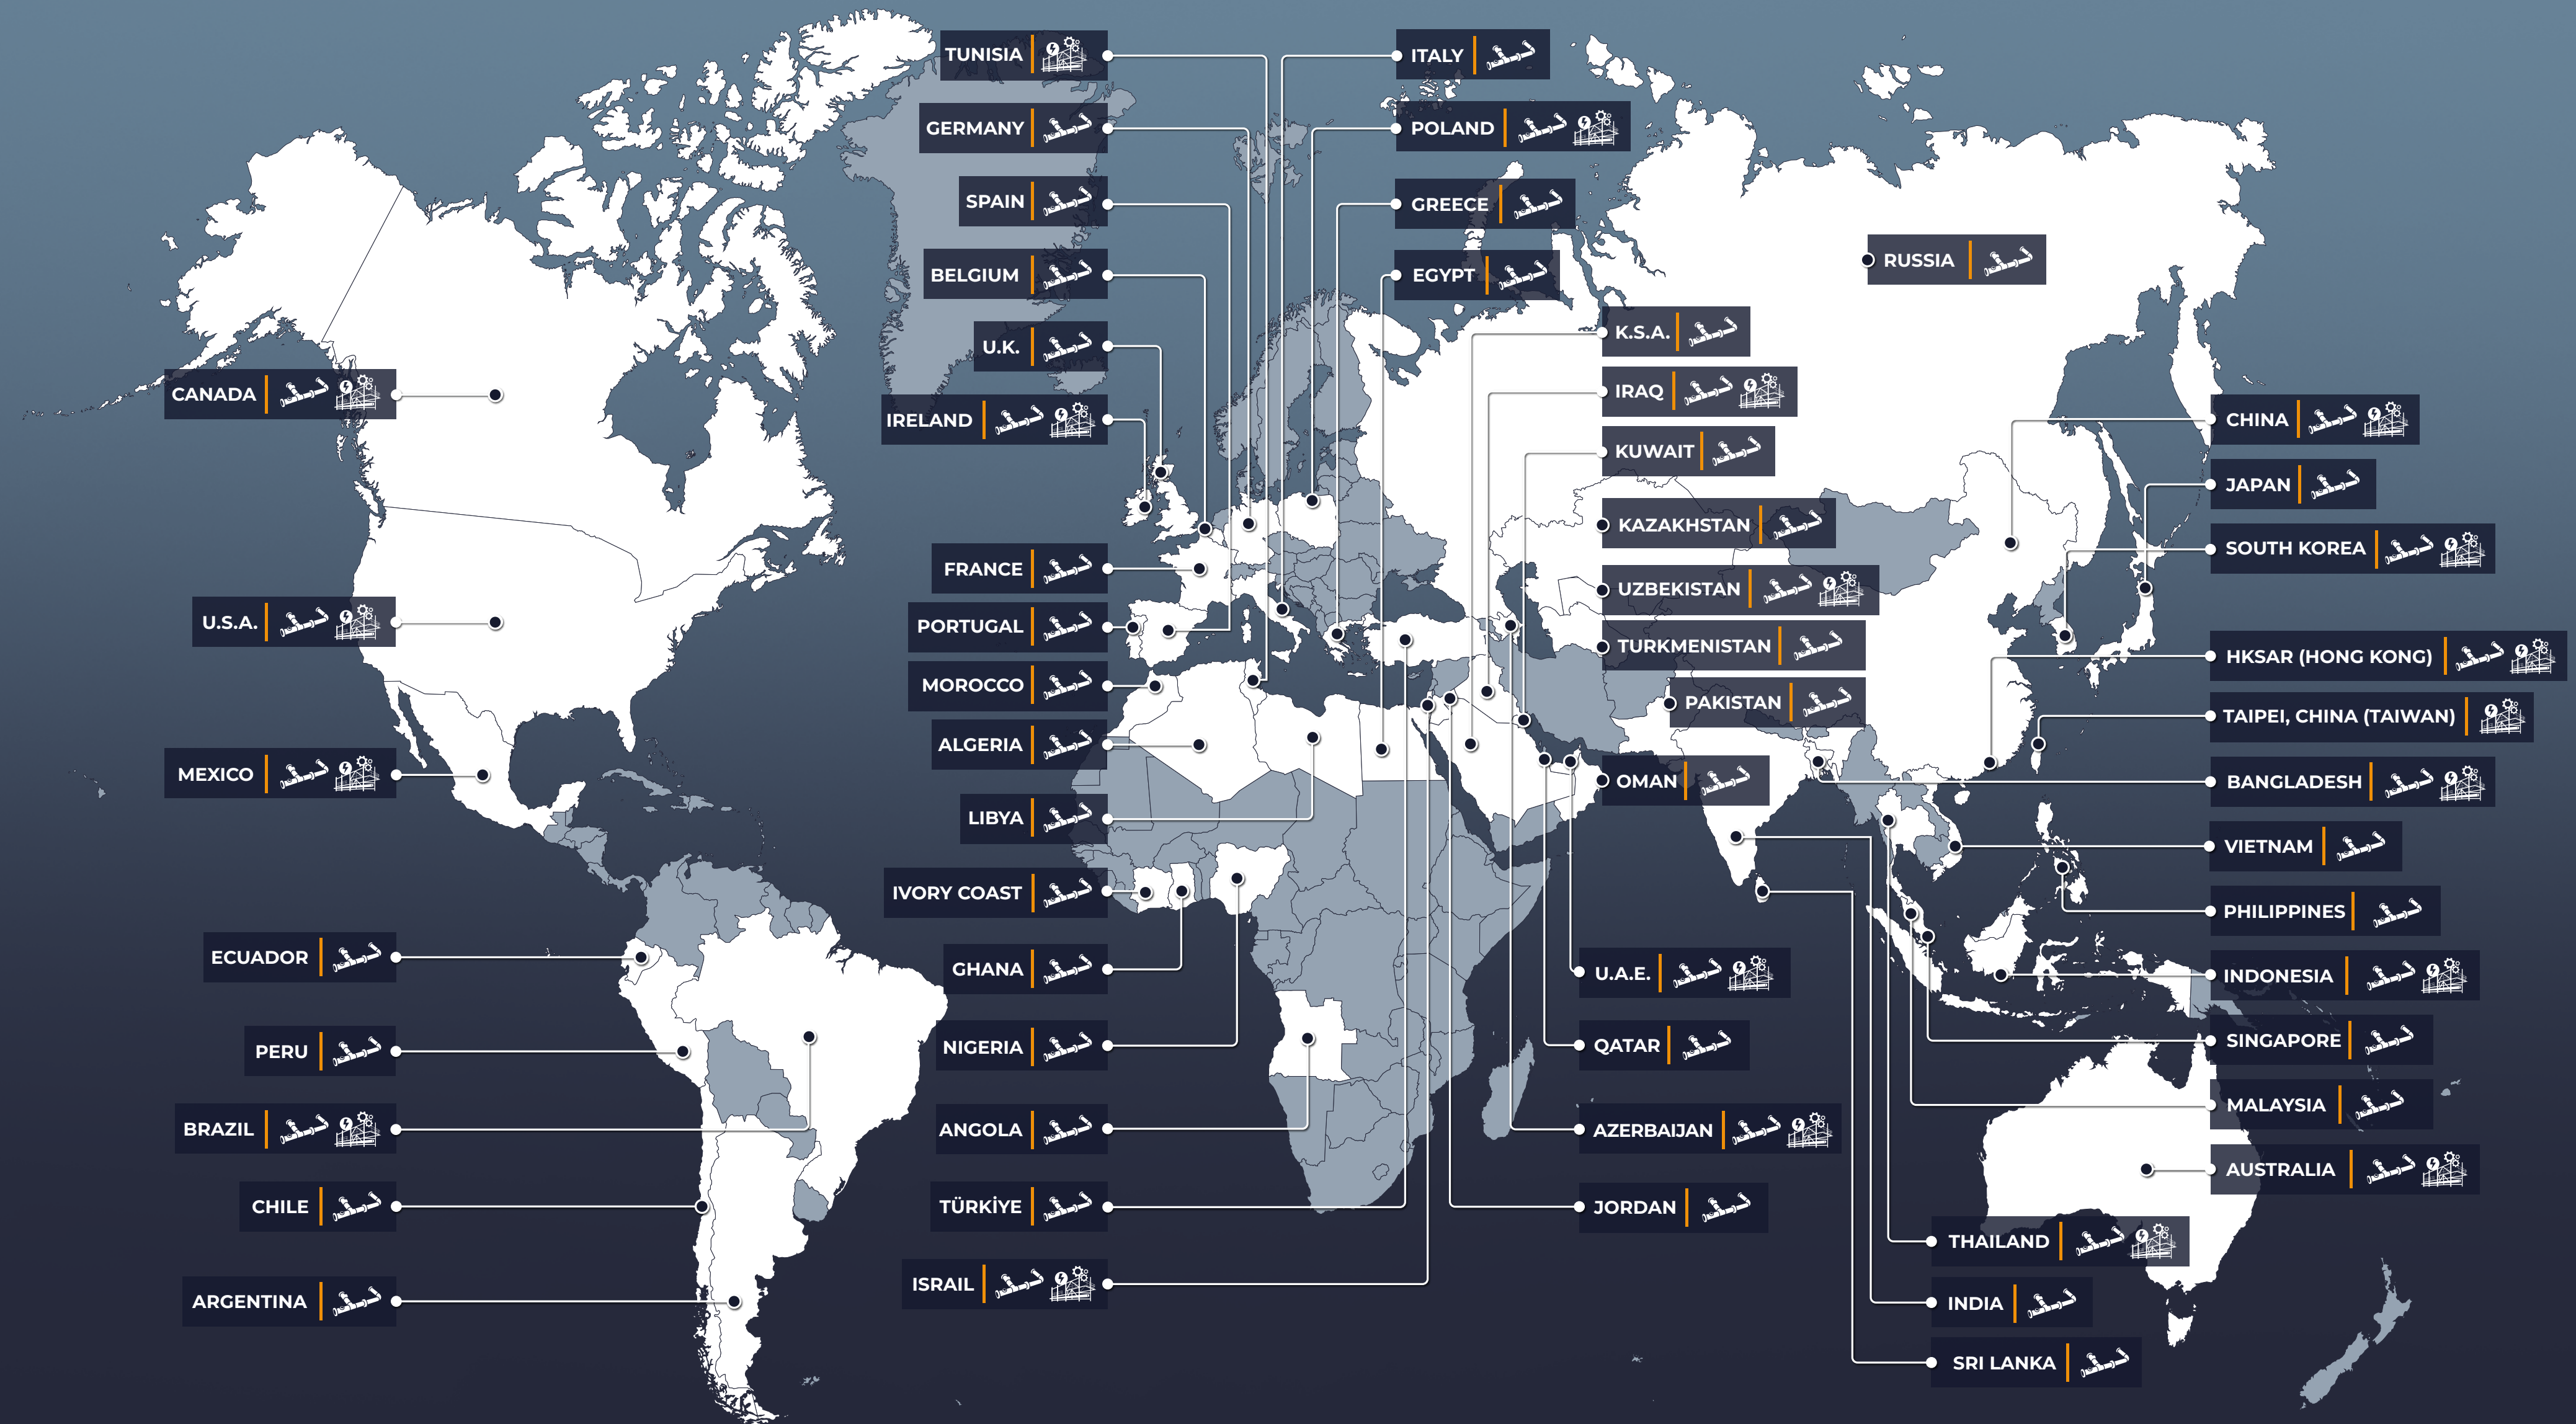 CANADA
U.S.A.
MEXICO
ECUADOR
PERU
BRAZIL
CHILE
ARGENTINA
TUNISIA
GERMANY
SPAIN
BELGIUM
U.K.
IRELAND
FRANCE
PORTUGAL
MOROCCO
ALGERIA
LIBYA
IVORY COAST
GHANA
NIGERIA
ANGOLA
TÜRKİYE
ISRAIL
ITALY
POLAND
GREECE
EGYPT
K.S.A.
IRAQ
KUWAIT
KAZAKHSTAN
UZBEKISTAN
TURKMENISTAN
PAKISTAN
OMAN
U.A.E.
QATAR
AZERBAIJAN
JORDAN
RUSSIA
CHINA
JAPAN
SOUTH KOREA
HKSAR (HONG KONG)
TAIPEI, CHINA (TAIWAN)
BANGLADESH
VIETNAM
PHILIPPINES
INDONESIA
SINGAPORE
MALAYSIA
AUSTRALIA
THAILAND
INDIA
SRI LANKA